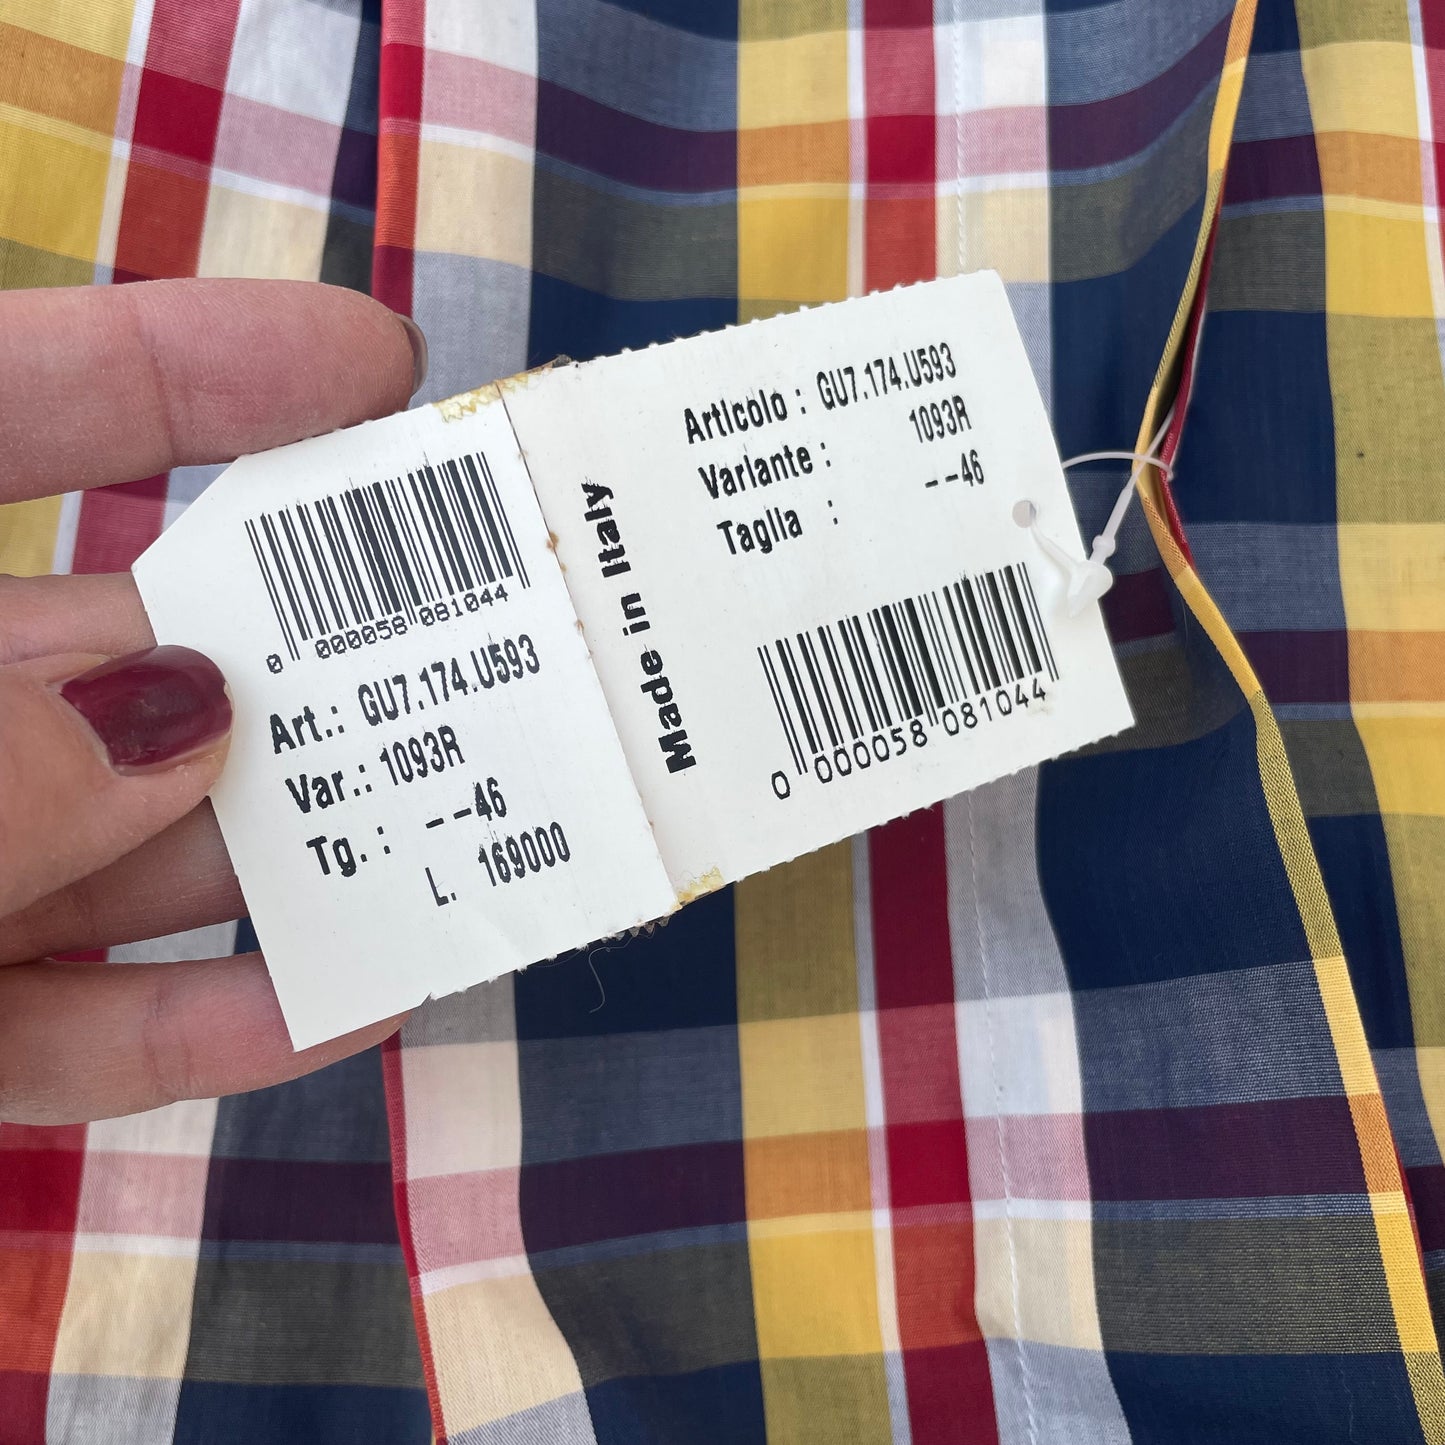 0 000058 081044
Art.: GU7.174.U593
Var.: 1093R
Tg. : --46
L. 169000
Made in Italy
Articolo : GU7.174.U593
Variante : 1093R
Taglia : --46
0 000058 081044